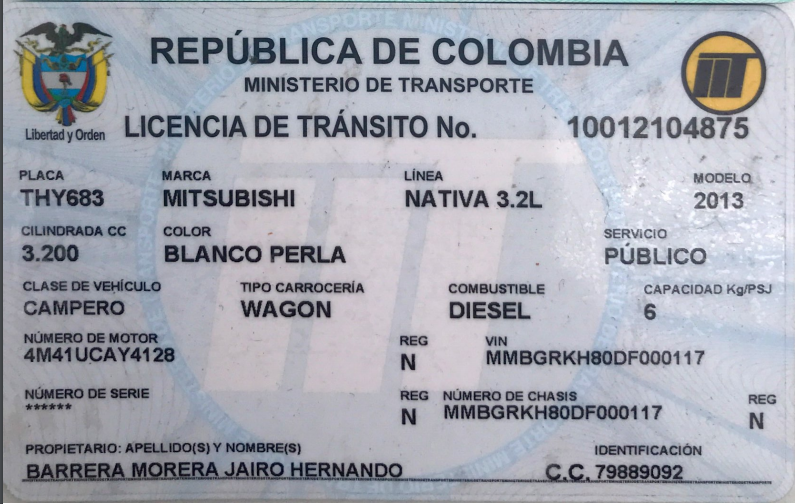 REPÚBLICA DE COLOMBIA
MINISTERIO DE TRANSPORTE
Libertad y Orden
LICENCIA DE TRÁNSITO No. 10012104875
PLACA MARCA LÍNEA MODELO
THY683 MITSUBISHI NATIVA 3.2L 2013
CILINDRADA CC COLOR SERVICIO
3.200 BLANCO PERLA PÚBLICO
CLASE DE VEHÍCULO TIPO CARROCERÍA COMBUSTIBLE CAPACIDAD Kg/PSJ
CAMPERO WAGON DIESEL 6
NÚMERO DE MOTOR REG VIN
4M41UCAY4128 N MMBGRKH80DF000117
NÚMERO DE SERIE REG NÚMERO DE CHASIS REG
****** N MMBGRKH80DF000117 N
PROPIETARIO: APELLIDO(S) Y NOMBRE(S) IDENTIFICACIÓN
BARRERA MORERA JAIRO HERNANDO C.C. 79889092